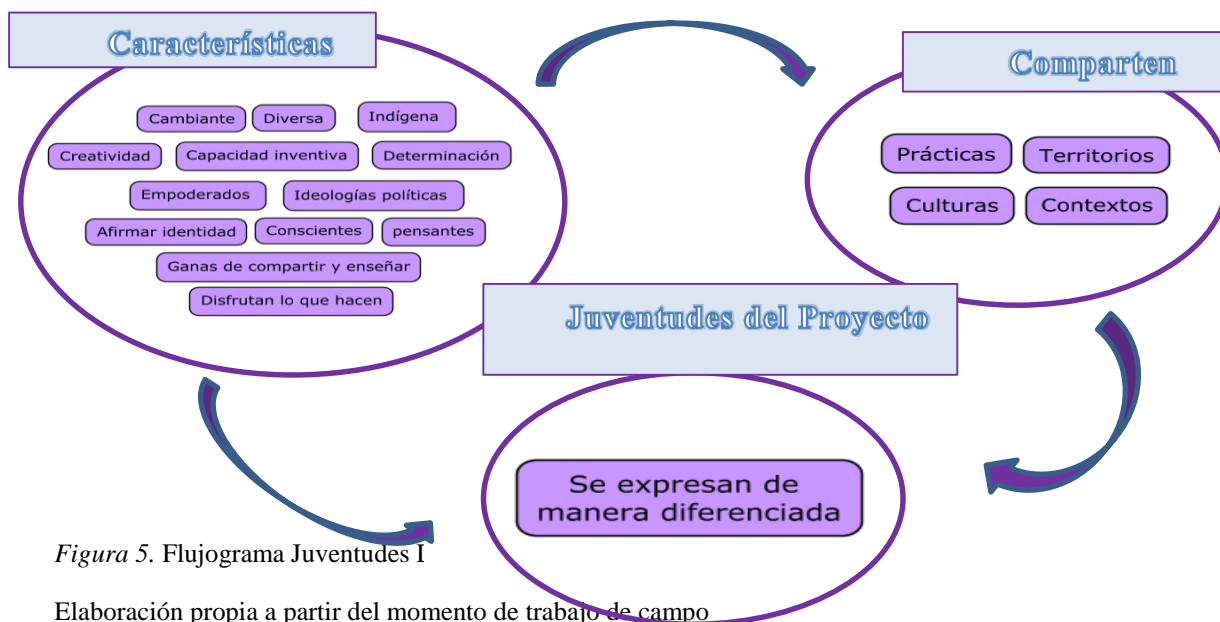 Características
Cambiante Diversa Indígena
Creatividad Capacidad inventiva Determinación
Empoderados Ideologías políticas
Afirmar identidad Conscientes pensantes
Ganas de compartir y enseñar
Disfrutan lo que hacen
Comparten
Prácticas Territorios
Culturas Contextos
Juventudes del Proyecto
Se expresan de
manera diferenciada
Figura 5. Flujograma Juventudes I
Elaboración propia a partir del momento de trabajo de campo